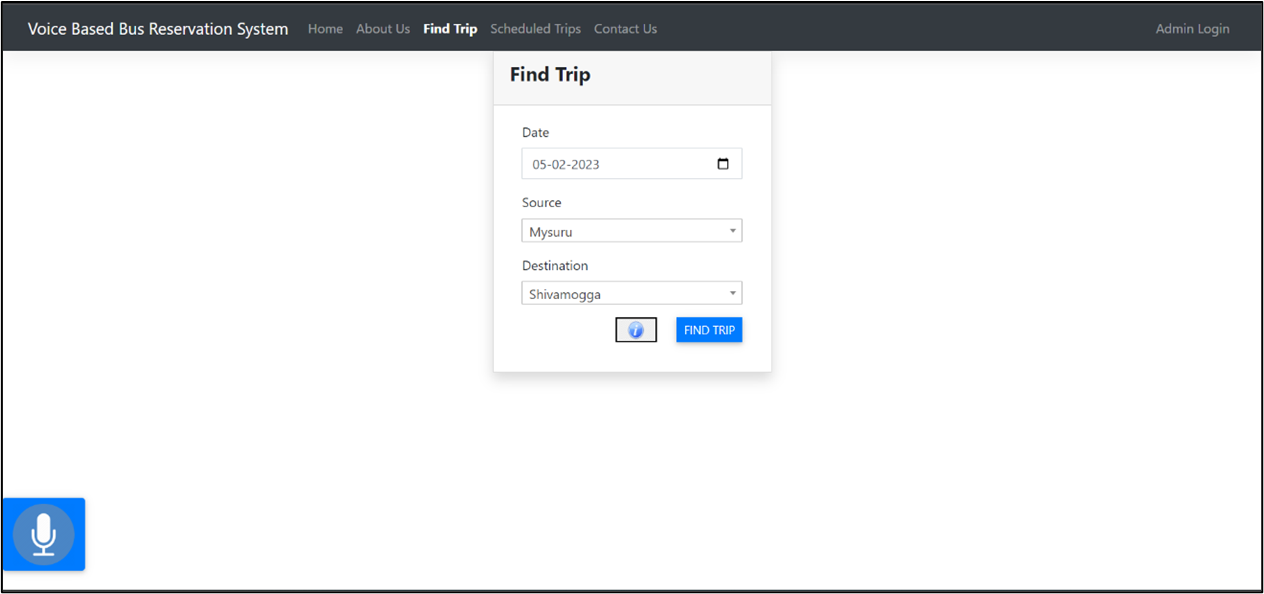 Voice Based Bus Reservation System Home About Us Find Trip Scheduled Trips Contact Us Admin Login
Find Trip
Date
05-02-2023
Source
Mysuru
Destination
Shivamogga
i FIND TRIP